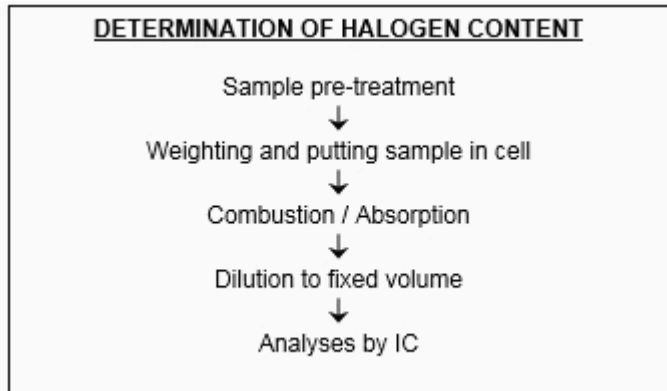 DETERMINATION OF HALOGEN CONTENT
Sample pre-treatment
↓
Weighting and putting sample in cell
↓
Combustion / Absorption
↓
Dilution to fixed volume
↓
Analyses by IC